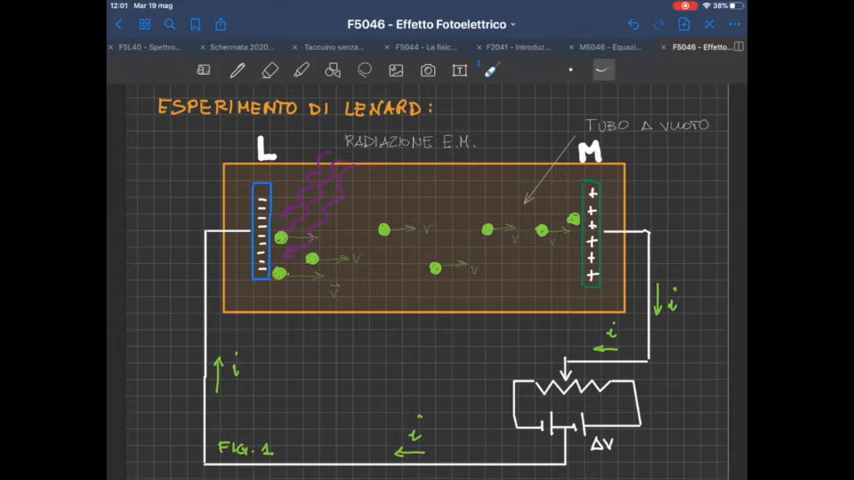 12:01 Mar 19 mag
38%
F5046 - Effetto Fotoelettrico
F5L40 - Spettro...
Schermata 2020...
Taccuino senza...
F5044 - La fisic...
F2041 - Introduz...
M5046 - Equazi...
F5046 - Effetto...
ESPERIMENTO DI LENARD:
TUBO A VUOTO
RADIAZIONE E.M.
L
M
V
V
V
V
V
V
i
i
i
i
FIG. 1
ΔV